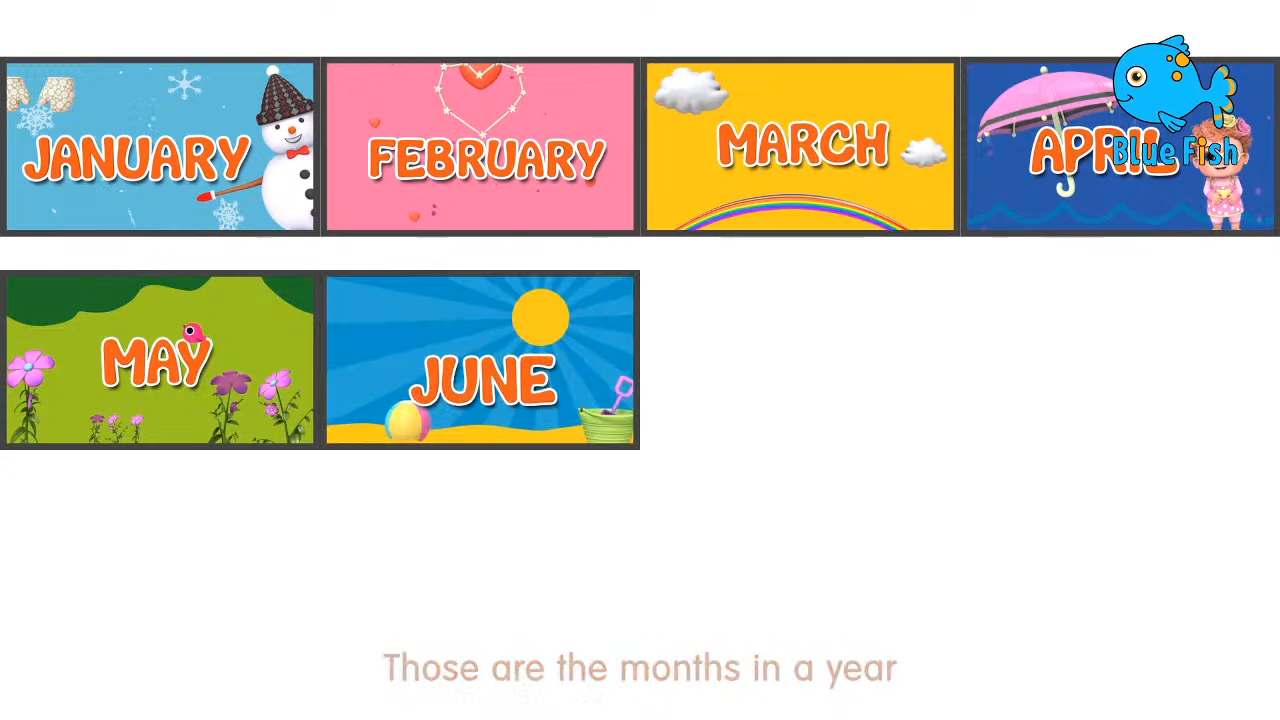 JANUARY
FEBRUARY
MARCH
APRIL
Blue Fish
MAY
JUNE
Those are the months in a year